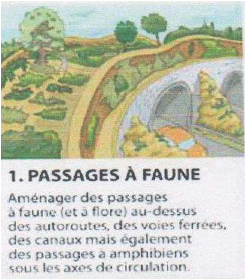 1. PASSAGES À FAUNE
Aménager des passages
à faune (et à flore) au-dessus
des autoroutes, des voies ferrées,
des canaux mais également
des passages à amphibiens
sous les axes de circulation.